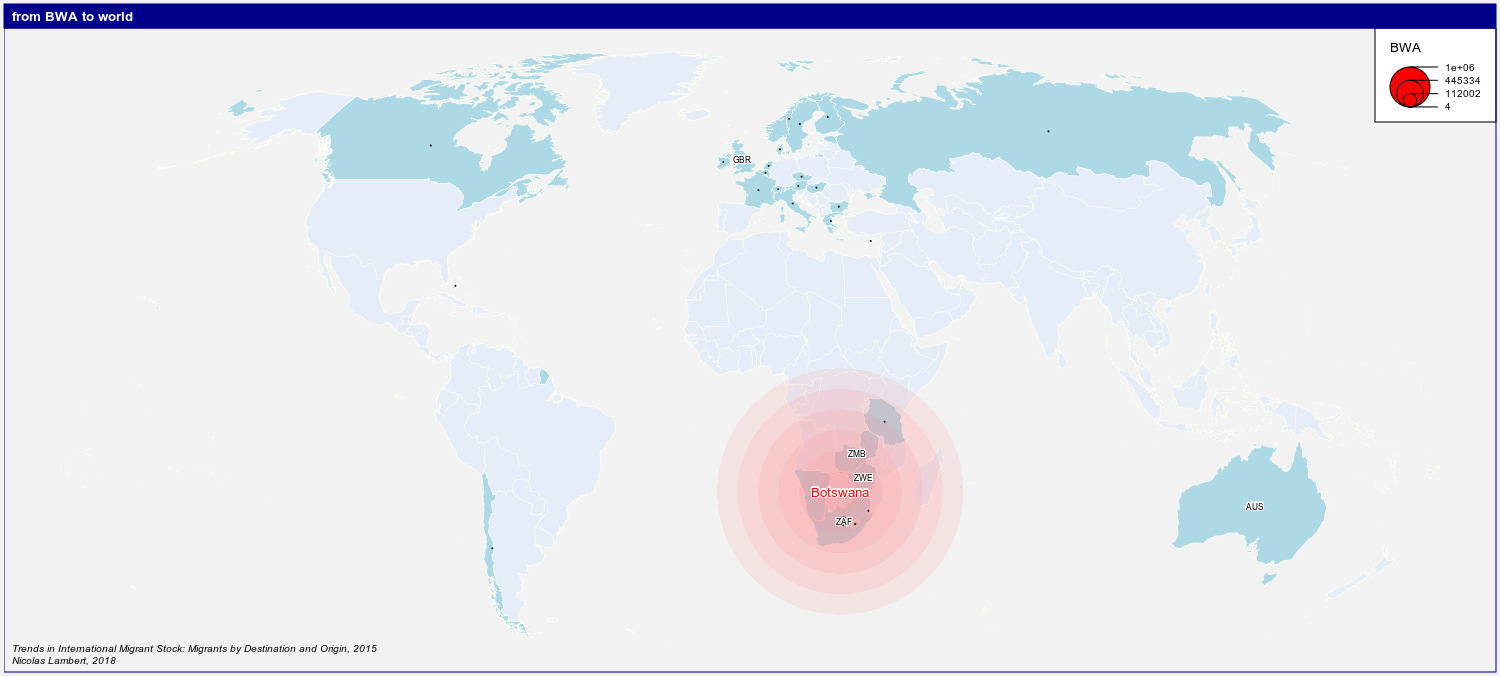 from BWA to world
BWA
1e+06
445334
112002
4
GBR
ZMB
ZWE
Botswana
AUS
ZAF
Trends in International Migrant Stock: Migrants by Destination and Origin, 2015
Nicolas Lambert, 2018